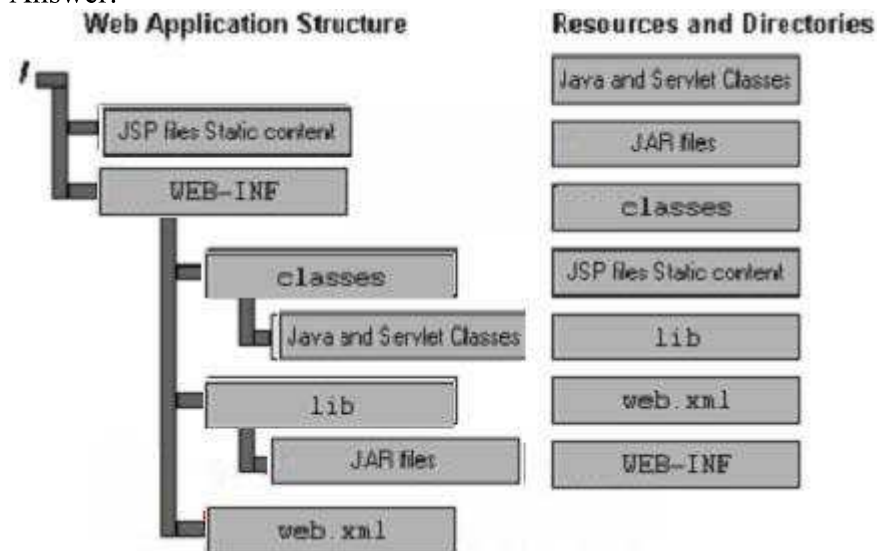 Answer:
Web Application Structure
/
JSP files Static content
WEB-INF
classes
Java and Servlet Classes
lib
JAR files
web.xml
Resources and Directories
Java and Servlet Classes
JAR files
classes
JSP files Static content
lib
web.xml
WEB-INF